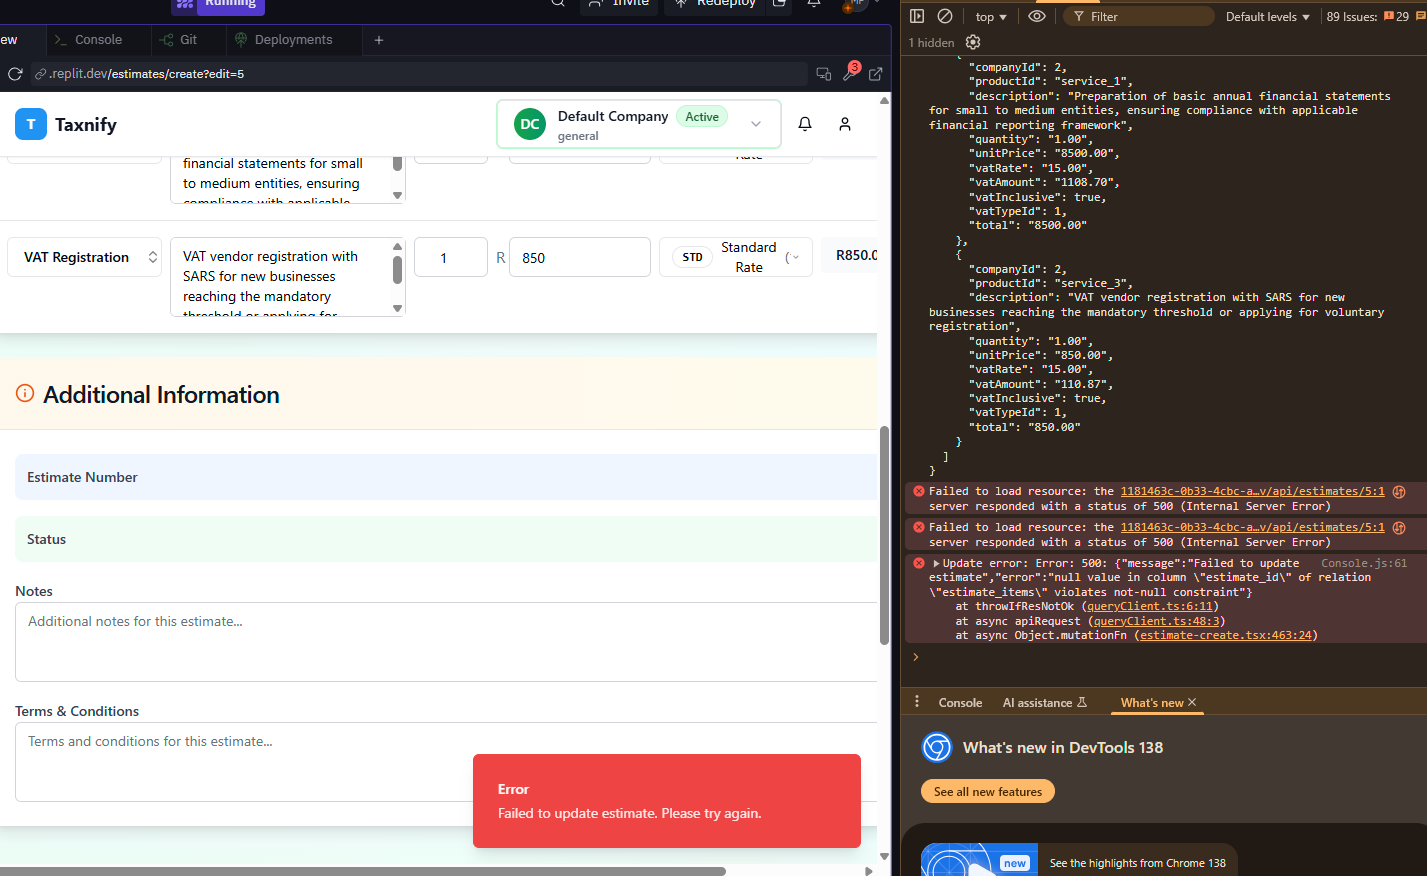 Running
Invite
Redeploy
MP
ew
Console
Git
Deployments
+
.replit.dev/estimates/create?edit=5
3
T
Taxnify
DC
Default Company
Active
general
financial statements for small
to medium entities, ensuring
compliance with applicable
Rate
VAT Registration
VAT vendor registration with
SARS for new businesses
reaching the mandatory
threshold or applying for
1
R
850
STD
Standard
Rate
(
R850.0
Additional Information
Estimate Number
Status
Notes
Additional notes for this estimate...
Terms & Conditions
Terms and conditions for this estimate...
Error
Failed to update estimate. Please try again.
top
Filter
Default levels
89 Issues:
29
1 hidden
{
"companyId": 2,
"productId": "service_1",
"description": "Preparation of basic annual financial statements
for small to medium entities, ensuring compliance with applicable
financial reporting framework",
"quantity": "1.00",
"unitPrice": "8500.00",
"vatRate": "15.00",
"vatAmount": "1108.70",
"vatInclusive": true,
"vatTypeId": 1,
"total": "8500.00"
},
{
"companyId": 2,
"productId": "service_3",
"description": "VAT vendor registration with SARS for new
businesses reaching the mandatory threshold or applying for voluntary
registration",
"quantity": "1.00",
"unitPrice": "850.00",
"vatRate": "15.00",
"vatAmount": "110.87",
"vatInclusive": true,
"vatTypeId": 1,
"total": "850.00"
}
]
}
Failed to load resource: the 1181463c-0b33-4cbc-a…v/api/estimates/5:1
server responded with a status of 500 (Internal Server Error)
Failed to load resource: the 1181463c-0b33-4cbc-a…v/api/estimates/5:1
server responded with a status of 500 (Internal Server Error)
Update error: Error: 500: {"message":"Failed to update Console.js:61
estimate","error":"null value in column \"estimate_id\" of relation
\"estimate_items\" violates not-null constraint"}
at throwIfResNotOk (queryClient.ts:6:11)
at async apiRequest (queryClient.ts:48:3)
at async Object.mutationFn (estimate-create.tsx:463:24)
Console
AI assistance
What's new
What's new in DevTools 138
See all new features
new
See the highlights from Chrome 138